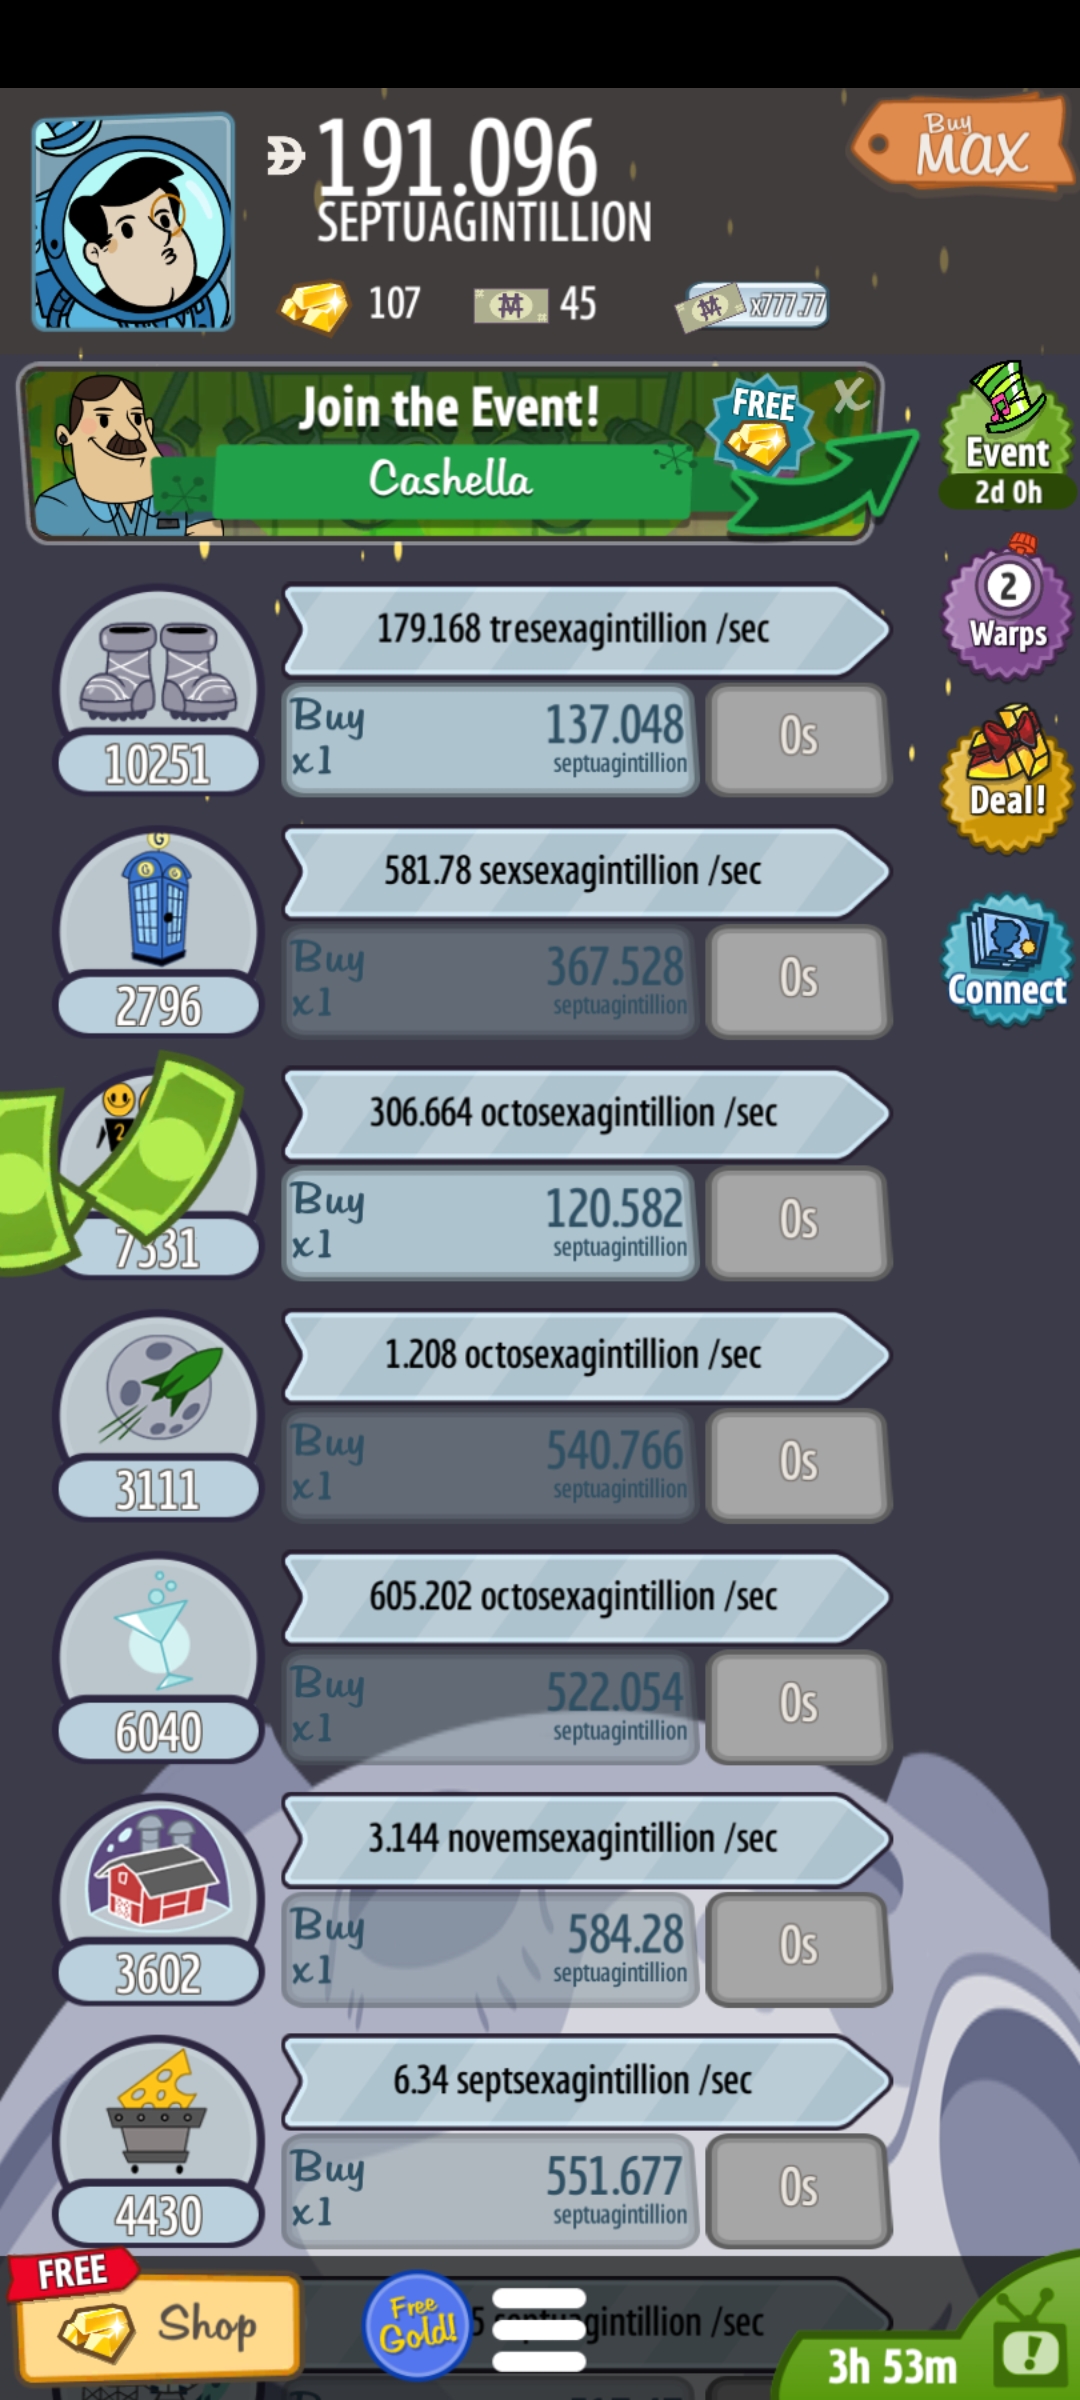 191.096
SEPTUAGINTILLION
Buy
MAX
107
45
x777.77
Join the Event!
Cashella
FREE
X
Event
2d 0h
2
Warps
Deal!
Connect
179.168 tresexagintillion /sec
Buy
x1
137.048
septuagintillion
0s
10251
581.78 sexsexagintillion /sec
Buy
x1
367.528
septuagintillion
0s
2796
306.664 octosexagintillion /sec
Buy
x1
120.582
septuagintillion
0s
7331
1.208 octosexagintillion /sec
Buy
x1
540.766
septuagintillion
0s
3111
605.202 octosexagintillion /sec
Buy
x1
522.054
septuagintillion
0s
6040
3.144 novemsexagintillion /sec
Buy
x1
584.28
septuagintillion
0s
3602
6.34 septsexagintillion /sec
Buy
x1
551.677
septuagintillion
0s
4430
FREE
Shop
Free
Gold!
/sec
3h 53m
!